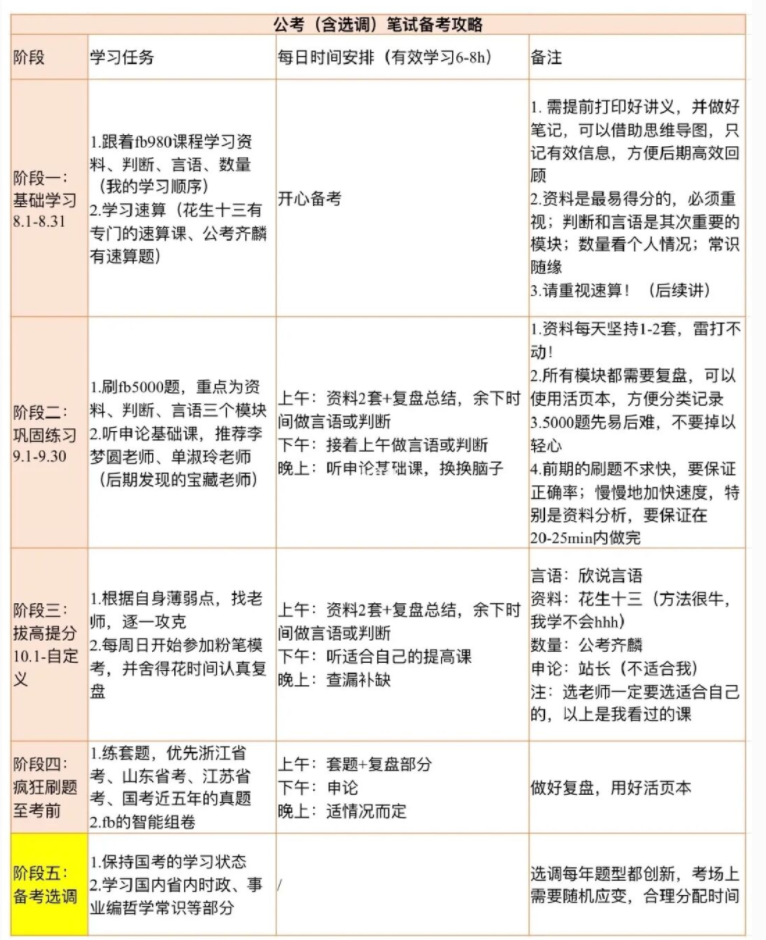 公考（含选调）笔试备考攻略
阶段
学习任务
每日时间安排（有效学习6-8h）
备注
阶段一：
基础学习
8.1-8.31
1.跟着fb980课程学习资
料、判断、言语、数量
（我的学习顺序）
2.学习速算（花生十三有
专门的速算课、公考齐麟
有速算题）
开心备考
1. 需提前打印好讲义，并做好
笔记，可以借助思维导图，只
记有效信息，方便后期高效回
顾
2.资料是最易得分的，必须重
视；判断和言语是其次重要的
模块；数量看个人情况；常识
随缘
3.请重视速算！（后续讲）
阶段二：
巩固练习
9.1-9.30
1.刷fb5000题，重点为资
料、判断、言语三个模块
2.听申论基础课，推荐李
梦圆老师、单淑玲老师
（后期发现的宝藏老师）
上午：资料2套+复盘总结，余下时
间做言语或判断
下午：接着上午做言语或判断
晚上：听申论基础课，换换脑子
1.资料每天坚持1-2套，雷打不
动！
2.所有模块都需要复盘，可以
使用活页本，方便分类记录
3.5000题先易后难，不要掉以
轻心
4.前期的刷题不求快，要保证
正确率；慢慢地加快速度，特
别是资料分析，要保证在
20-25min内做完
阶段三：
拔高提分
10.1-自定
义
1.根据自身薄弱点，找老
师，逐一攻克
2.每周日开始参加粉笔模
考，并舍得花时间认真复
盘
上午：资料2套+复盘总结，余下时
间做言语或判断
下午：听适合自己的提高课
晚上：查漏补缺
言语：欣说言语
资料：花生十三（方法很牛，
我学不会hhh）
数量：公考齐麟
申论：站长（不适合我）
注：选老师一定要选适合自己
的，以上是我看过的课
阶段四：
疯狂刷题
至考前
1.练套题，优先浙江省
考、山东省考、江苏省
考、国考近五年的真题
2.fb的智能组卷
上午：套题+复盘部分
下午：申论
晚上：适情况而定
做好复盘，用好活页本
阶段五：
备考选调
1.保持国考的学习状态
2.学习国内省内时政、事
业编哲学常识等部分
/
选调每年题型都创新，考场上
需要随机应变，合理分配时间